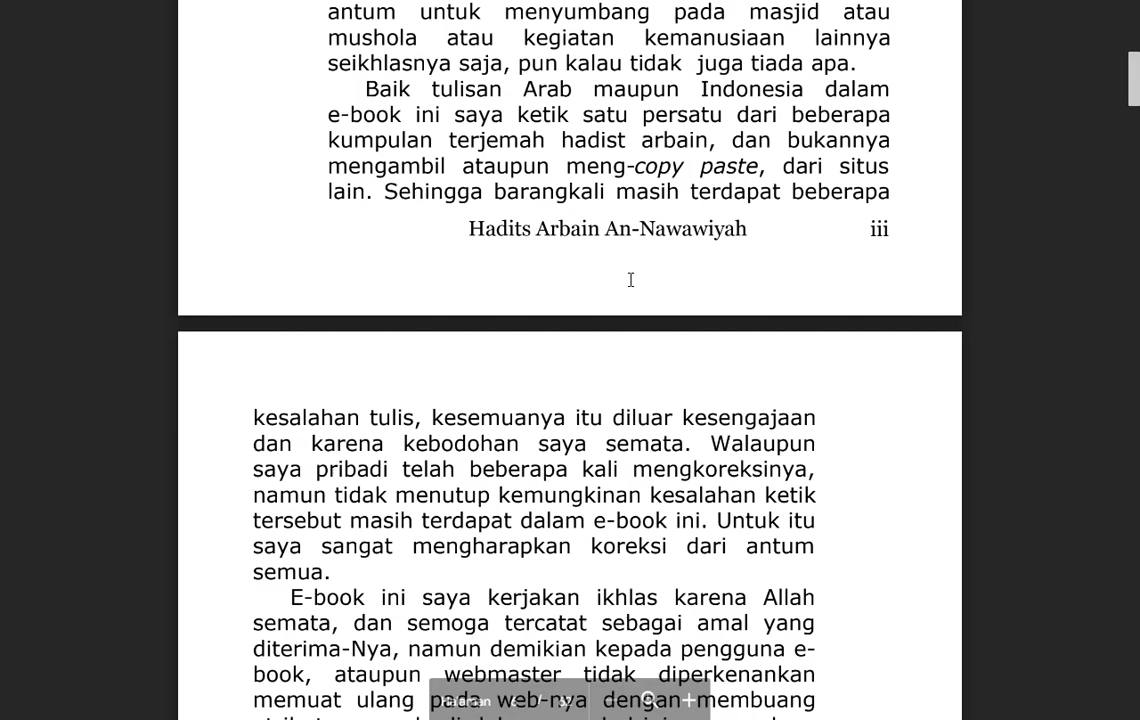 antum untuk menyumbang pada masjid atau
mushola atau kegiatan kemanusiaan lainnya
seikhlasnya saja, pun kalau tidak juga tiada apa.
Baik tulisan Arab maupun Indonesia dalam
e-book ini saya ketik satu persatu dari beberapa
kumpulan terjemah hadist arbain, dan bukannya
mengambil ataupun meng-copy paste, dari situs
lain. Sehingga barangkali masih terdapat beberapa
Hadits Arbain An-Nawawiyah iii
kesalahan tulis, kesemuanya itu diluar kesengajaan
dan karena kebodohan saya semata. Walaupun
saya pribadi telah beberapa kali mengkoreksinya,
namun tidak menutup kemungkinan kesalahan ketik
tersebut masih terdapat dalam e-book ini. Untuk itu
saya sangat mengharapkan koreksi dari antum
semua.
E-book ini saya kerjakan ikhlas karena Allah
semata, dan semoga tercatat sebagai amal yang
diterima-Nya, namun demikian kepada pengguna e-
book, ataupun webmaster tidak diperkenankan
memuat ulang pada web-nya dengan membuang
Halaman